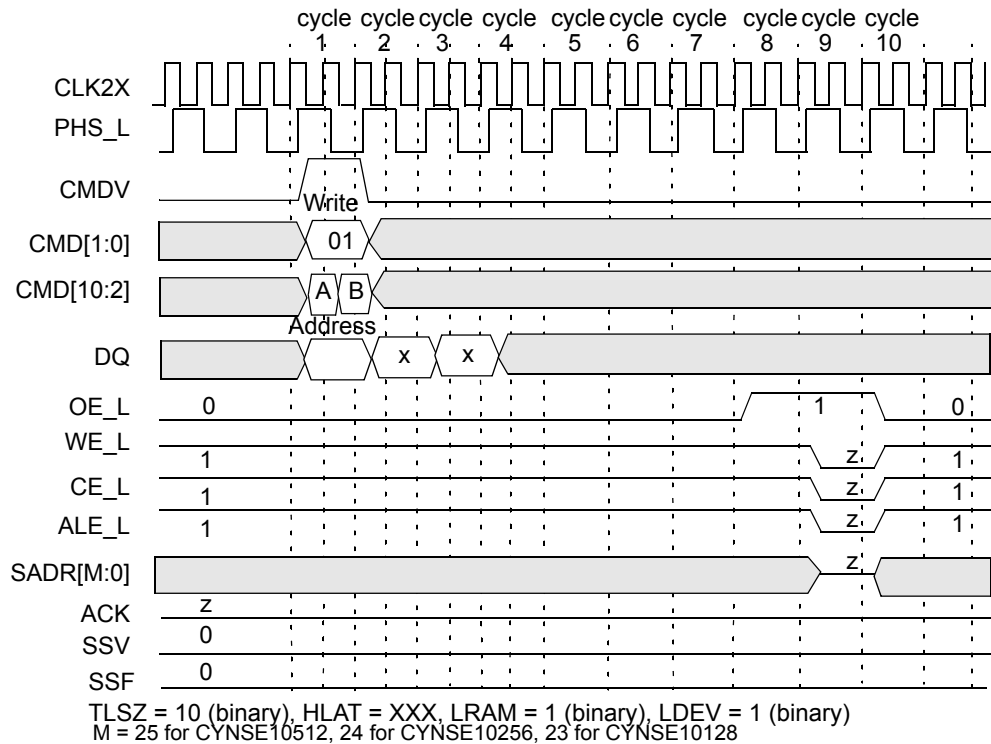 cycle cycle cycle cycle cycle cycle cycle cycle cycle cycle
1 2 3 4 5 6 7 8 9 10
CLK2X
PHS_L
CMDV
Write
CMD[1:0] 01
CMD[10:2] A B
Address
DQ x x
OE_L 0 1 0
WE_L 1 z 1
CE_L 1 z 1
ALE_L 1 z 1
SADR[M:0] z
ACK z
SSV 0
SSF 0
TLSZ = 10 (binary), HLAT = XXX, LRAM = 1 (binary), LDEV = 1 (binary)
M = 25 for CYNSE10512, 24 for CYNSE10256, 23 for CYNSE10128